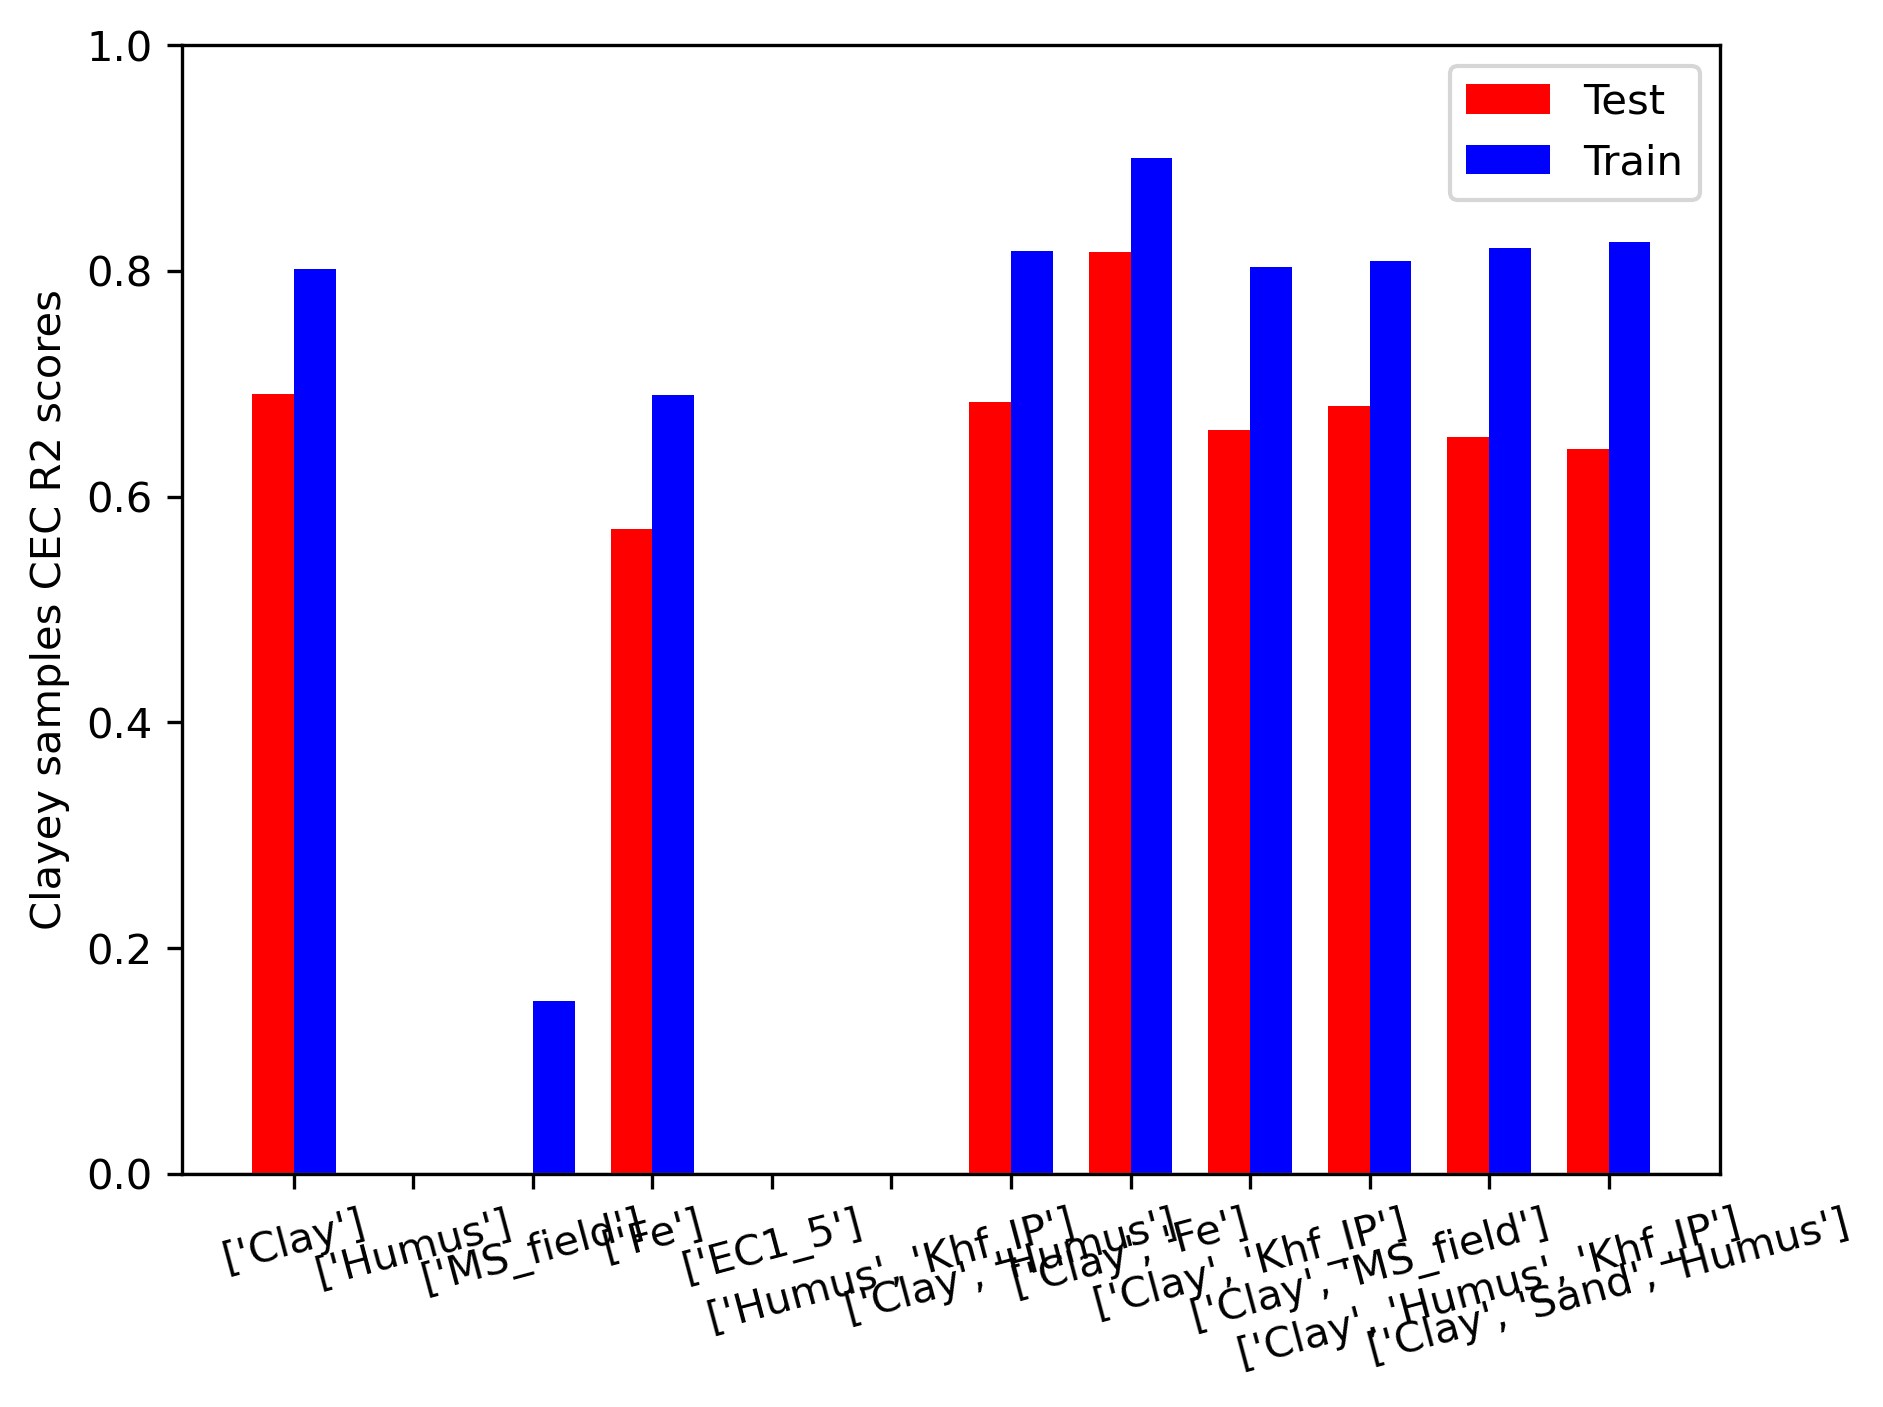 Clayey samples CEC R2 scores
1.0
0.8
0.6
0.4
0.2
0.0
Test
Train
['Clay']
['Humus']
['MS_field']
['Fe']
['EC1_5']
['Humus', 'Khf_IP']
['Clay', 'Humus']
['Clay', 'Fe']
['Clay', 'Khf_IP']
['Clay', 'MS_field']
['Clay', 'Humus', 'Khf_IP']
['Clay', 'Sand', 'Humus']